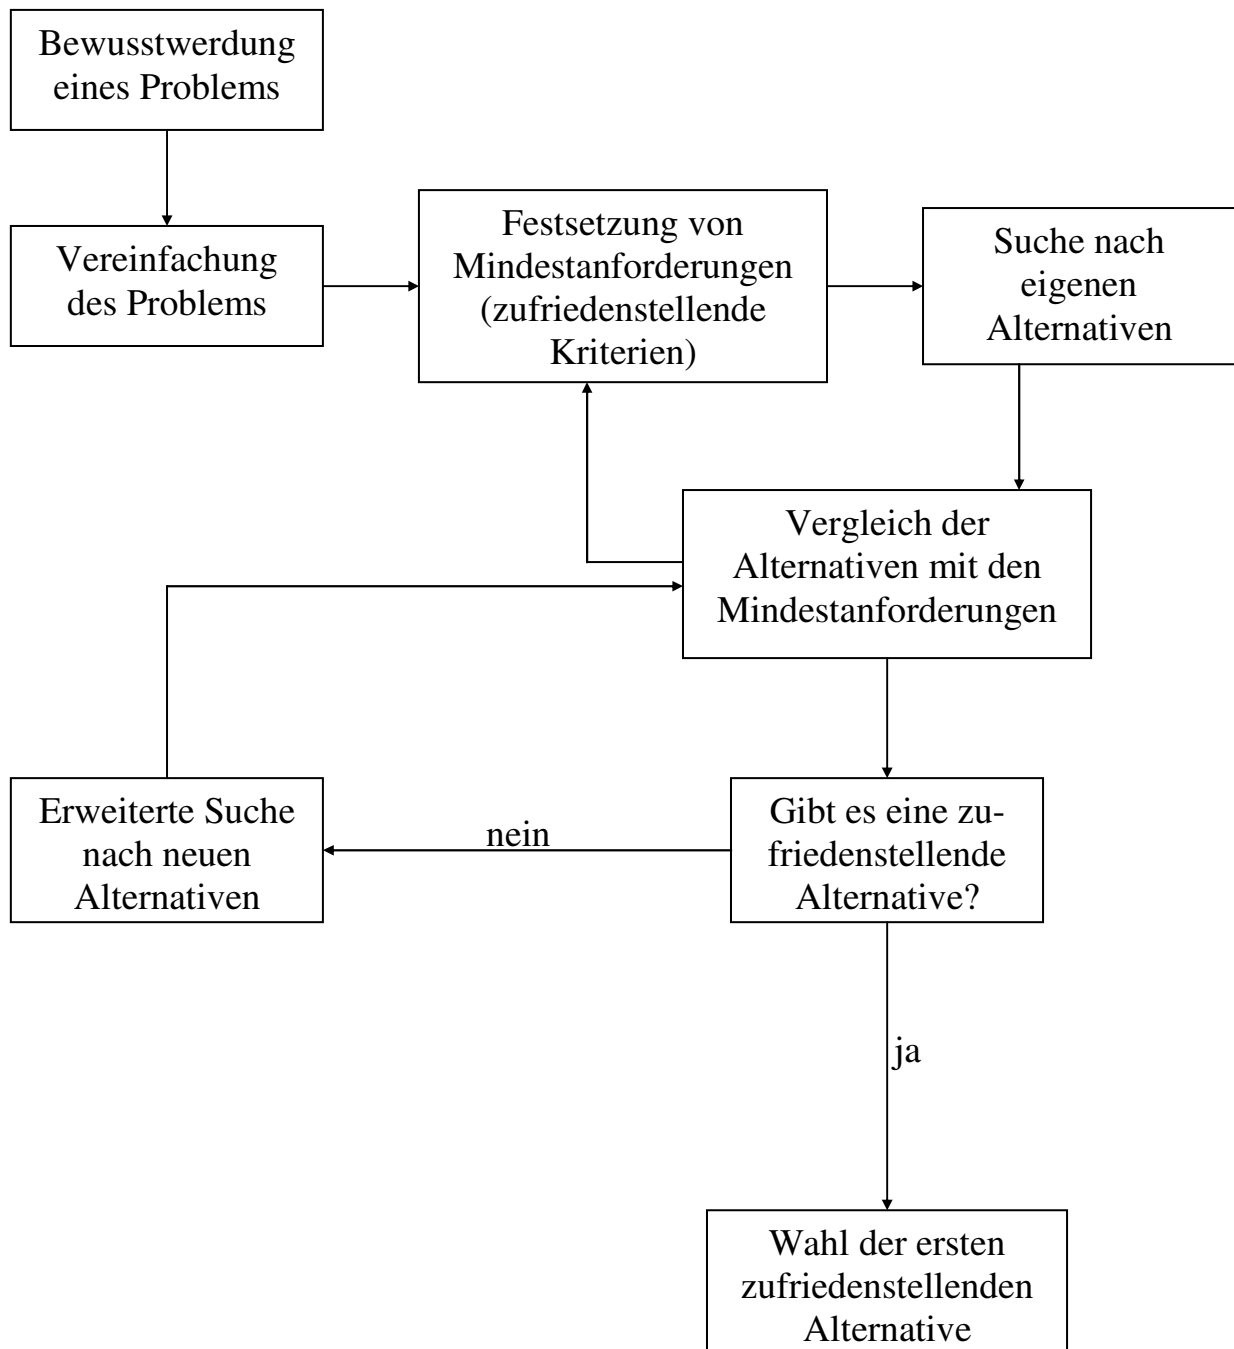 Bewusstwerdung
eines Problems
Vereinfachung
des Problems
Festsetzung von
Mindestanforderungen
(zufriedenstellende
Kriterien)
Suche nach
eigenen
Alternativen
Vergleich der
Alternativen mit den
Mindestanforderungen
Erweiterte Suche
nach neuen
Alternativen
nein
Gibt es eine zu-
friedenstellende
Alternative?
ja
Wahl der ersten
zufriedenstellenden
Alternative